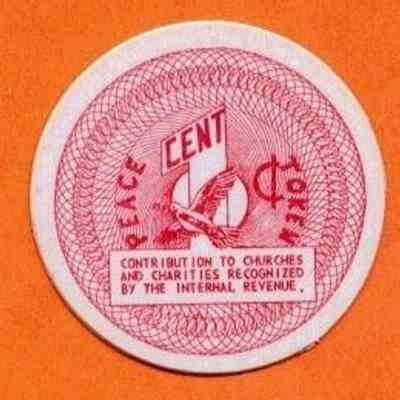 PEACE
CENT
1
₵
TOKEN
CONTRIBUTION TO CHURCHES
AND CHARITIES RECOGNIZED
BY THE INTERNAL REVENUE.